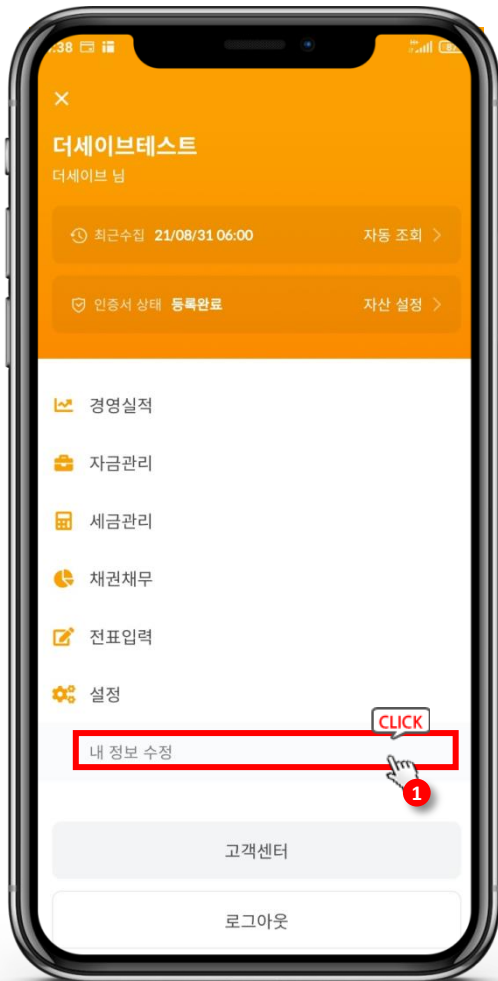 :38
더세이브테스트
더세이브 님
최근수집 21/08/31 06:00 자동 조회
인증서 상태 등록완료 자산 설정
경영실적
자금관리
세금관리
채권채무
전표입력
설정
CLICK
내 정보 수정
1
고객센터
로그아웃